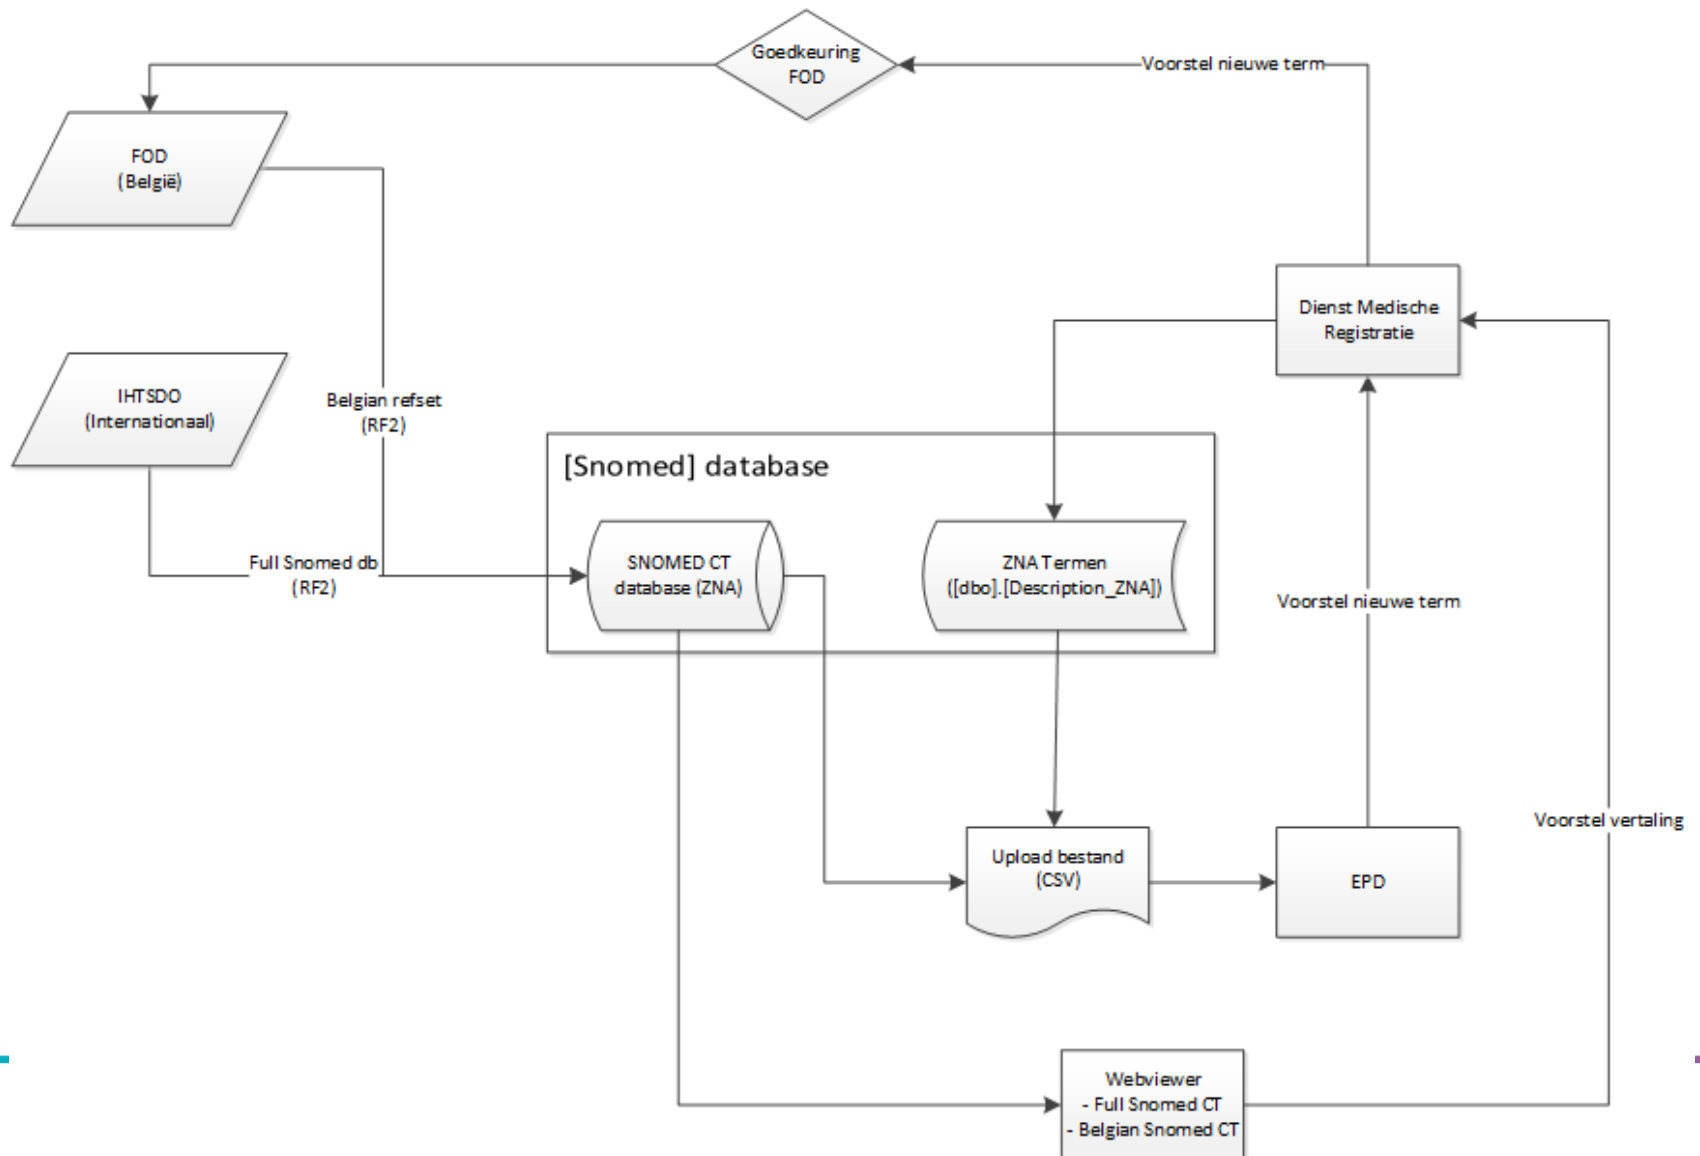 Goedkeuring
FOD
Voorstel nieuwe term
FOD
(België)
Dienst Medische
Registratie
IHTSDO
(Internationaal)
Belgian refset
(RF2)
[Snomed] database
Full Snomed db
(RF2)
SNOMED CT
database (ZNA)
ZNA Termen
([dbo].[Description_ZNA])
Voorstel nieuwe term
Voorstel vertaling
Upload bestand
(CSV)
EPD
Webviewer
- Full Snomed CT
- Belgian Snomed CT